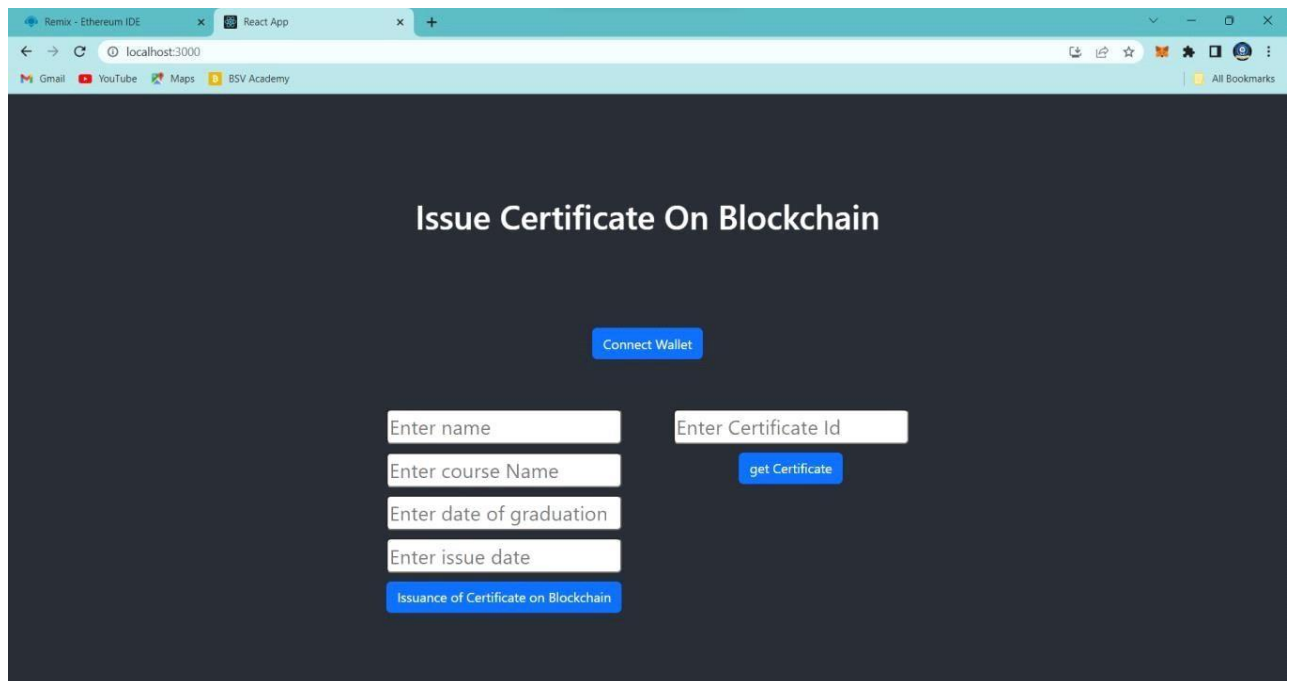 Remix - Ethereum IDE
React App
localhost:3000
Gmail YouTube Maps BSV Academy
All Bookmarks
Issue Certificate On Blockchain
Connect Wallet
Enter name
Enter course Name
Enter date of graduation
Enter issue date
Issuance of Certificate on Blockchain
Enter Certificate Id
get Certificate